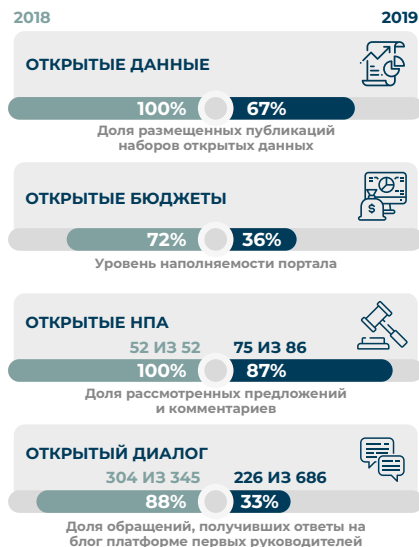 2018 2019
ОТКРЫТЫЕ ДАННЫЕ
100% 67%
Доля размещенных публикаций
наборов открытых данных
ОТКРЫТЫЕ БЮДЖЕТЫ
$
72% 36%
Уровень наполняемости портала
ОТКРЫТЫЕ НПА
52 ИЗ 52 75 ИЗ 86
100% 87%
Доля рассмотренных предложений
и комментариев
ОТКРЫТЫЙ ДИАЛОГ
304 ИЗ 345 226 ИЗ 686
88% 33%
Доля обращений, получивших ответы на
блог платформе первых руководителей